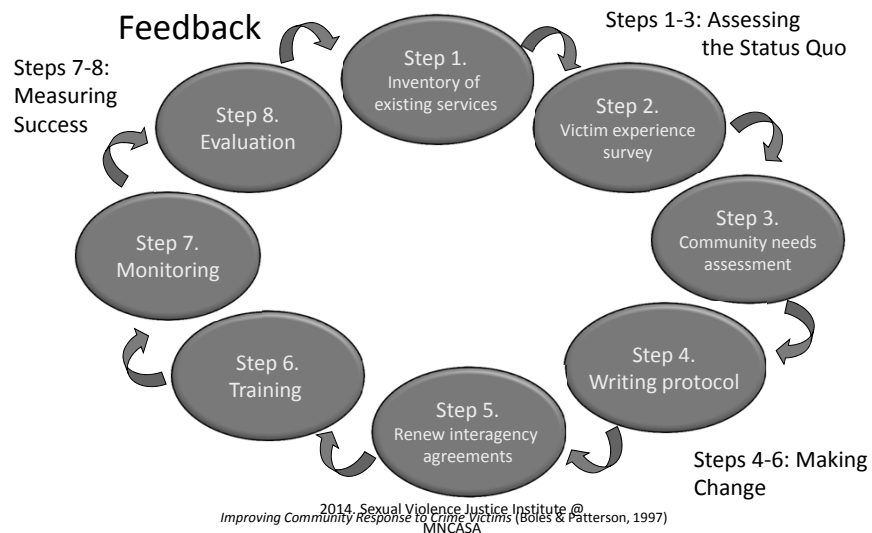 Feedback
Steps 1-3: Assessing
the Status Quo
Steps 7-8:
Measuring
Success
Step 1.
Inventory of
existing services
Step 2.
Victim experience
survey
Step 3.
Community needs
assessment
Step 4.
Writing protocol
Step 5.
Renew interagency
agreements
Step 6.
Training
Step 7.
Monitoring
Step 8.
Evaluation
Steps 4-6: Making
Change
2014. Sexual Violence Justice Institute @
Improving Community Response to Crime Victims (Boles & Patterson, 1997)
MNCASA